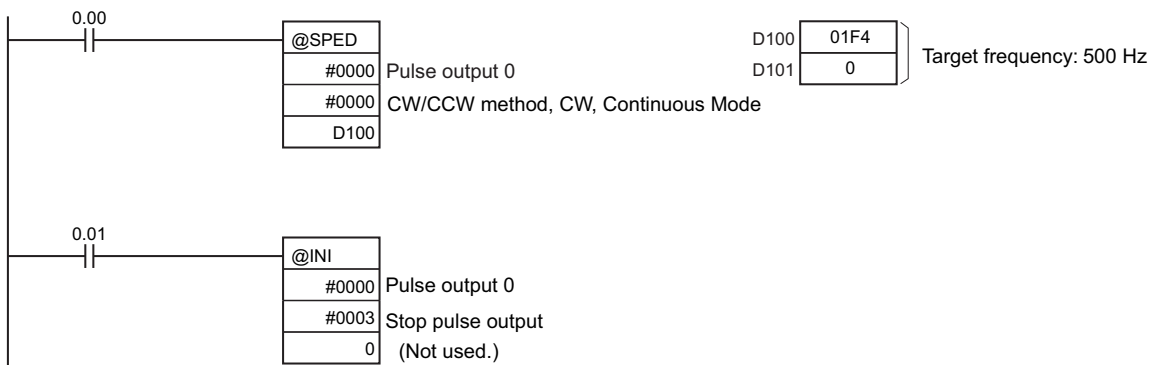 0.00
@SPED
#0000 Pulse output 0
#0000 CW/CCW method, CW, Continuous Mode
D100
D100 01F4
D101 0
Target frequency: 500 Hz
0.01
@INI
#0000 Pulse output 0
#0003 Stop pulse output
0 (Not used.)